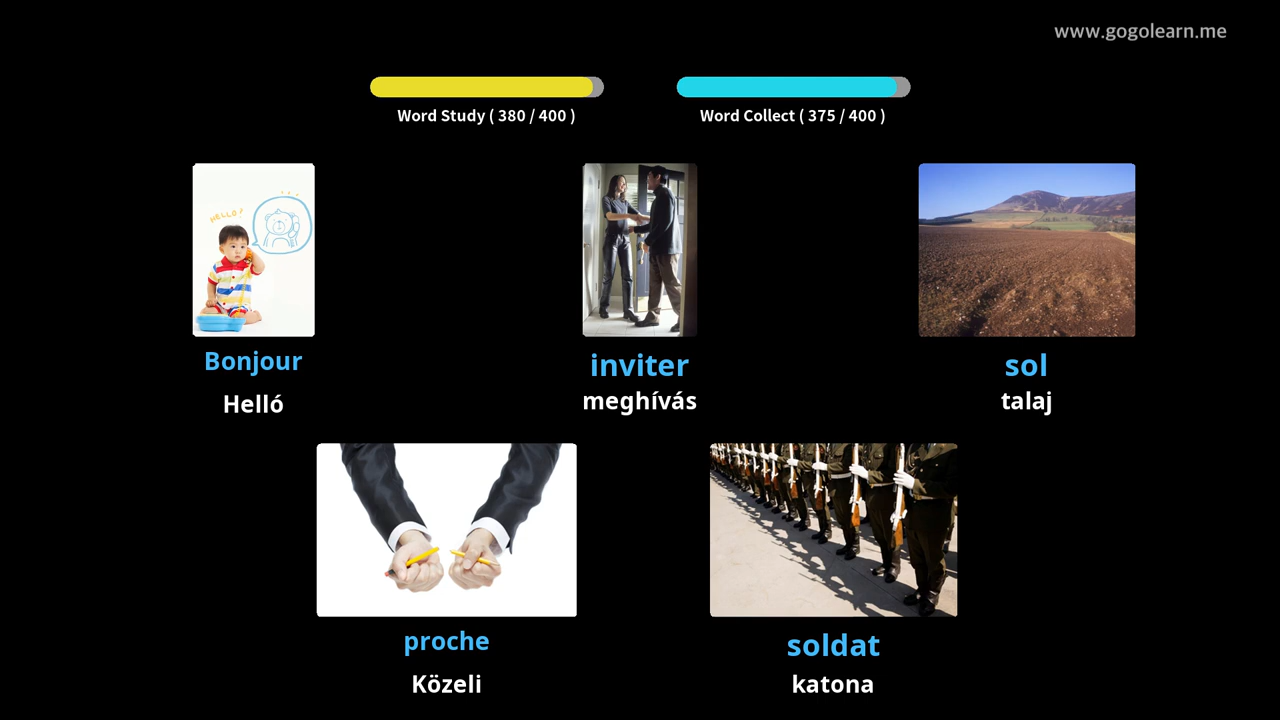 www.gogolearn.me
Word Study ( 380 / 400 )
Word Collect ( 375 / 400 )
HELLO?
Bonjour
Helló
inviter
meghívás
sol
talaj
proche
Közeli
soldat
katona